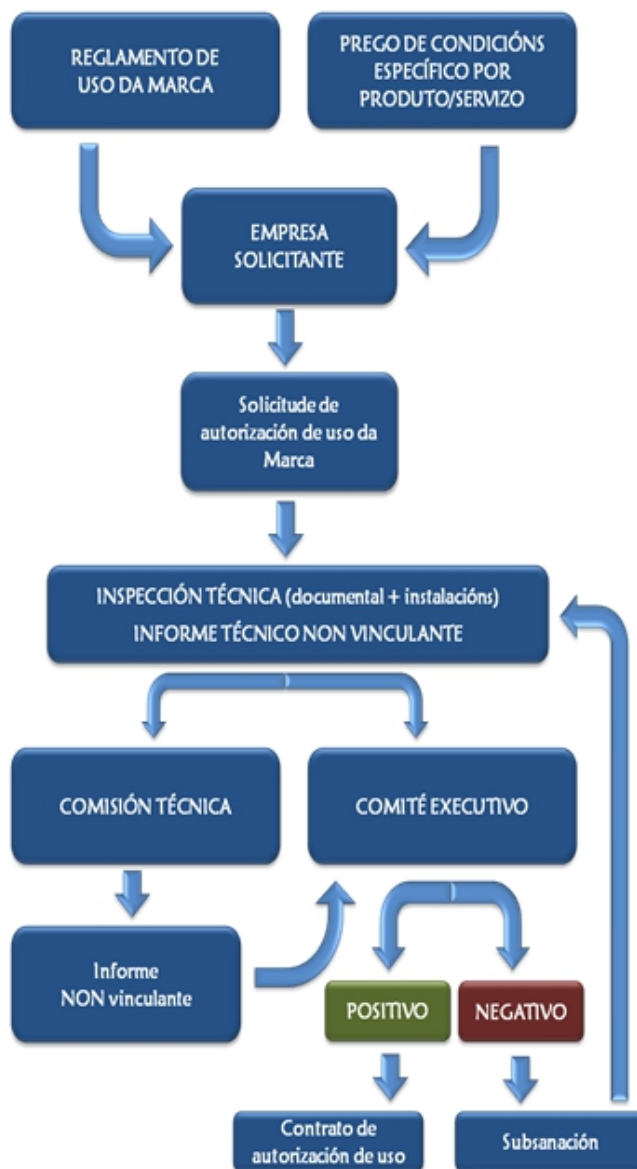 REGLAMENTO DE
USO DA MARCA
PREGO DE CONDICIÓNS
ESPECÍFICO POR
PRODUTO/SERVIZO
EMPRESA
SOLICITANTE
Solicitude de
autorización de uso da
Marca
INSPECCIÓN TÉCNICA (documental + instalacións)
INFORME TÉCNICO NON VINCULANTE
COMISIÓN TÉCNICA
COMITÉ EXECUTIVO
Informe
NON vinculante
POSITIVO
NEGATIVO
Contrato de
autorización de uso
Subsanación